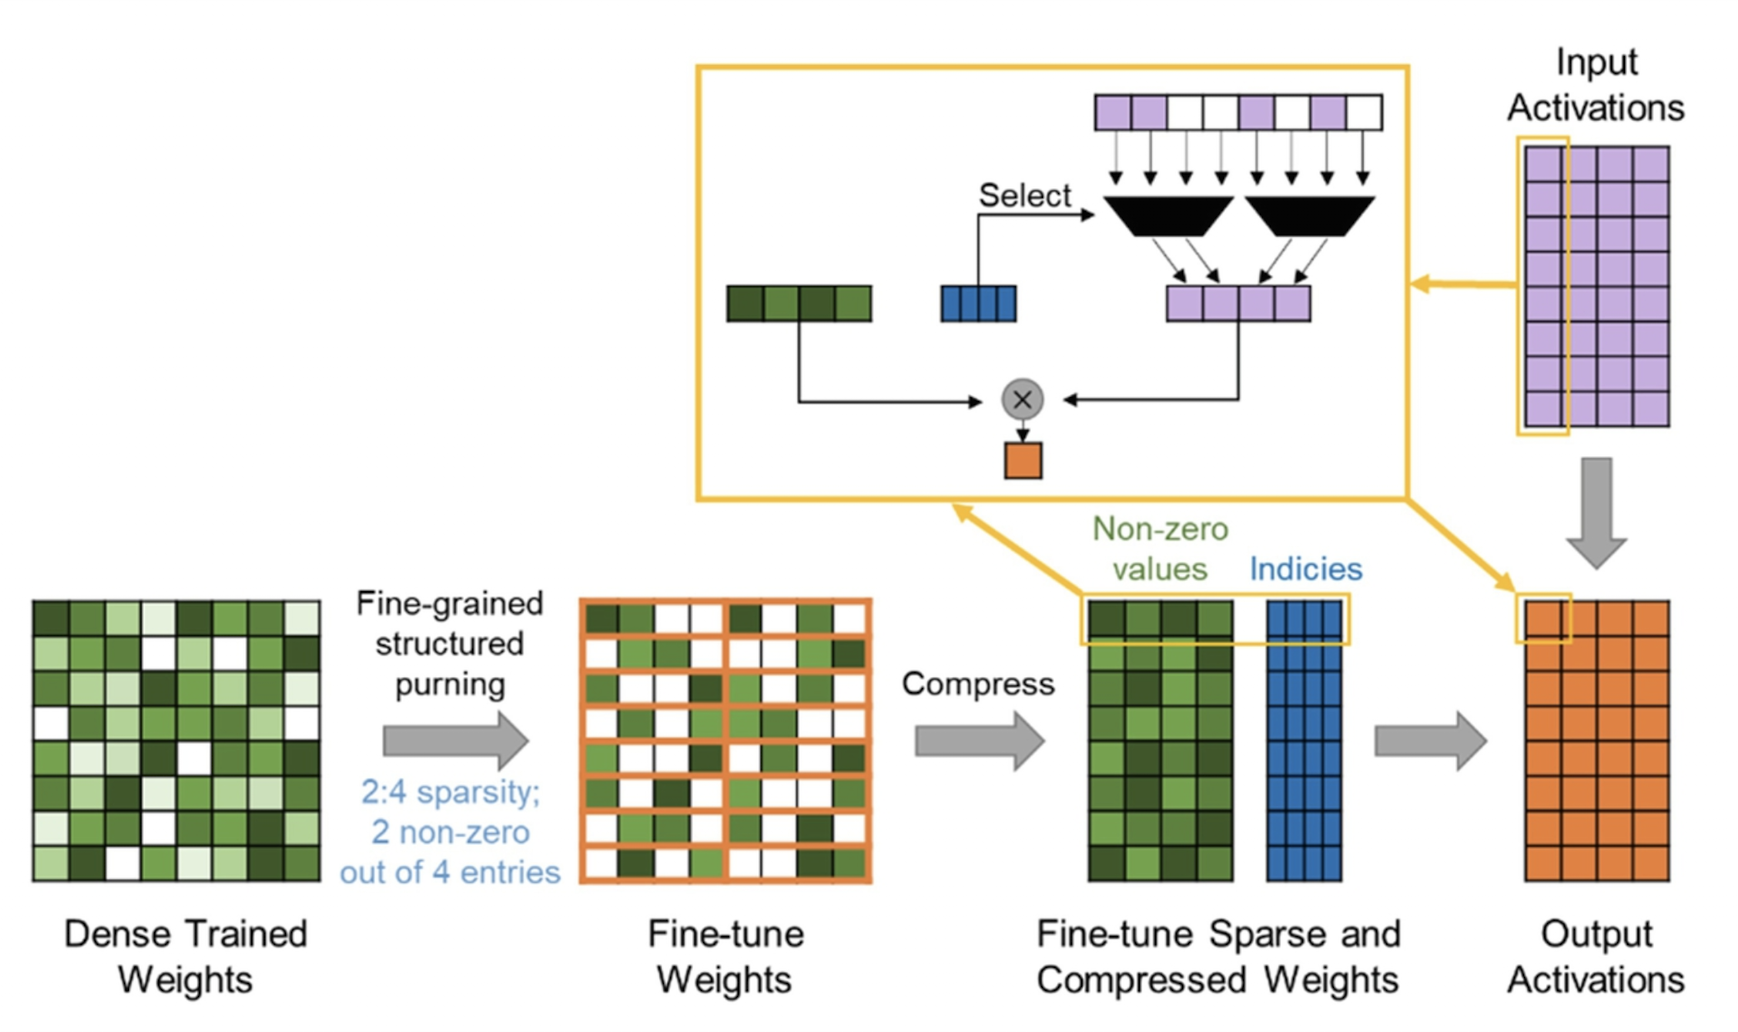 Input
Activations
Select
Non-zero
values
Indicies
Fine-grained
structured
purning
2:4 sparsity;
2 non-zero
out of 4 entries
Compress
Dense Trained
Weights
Fine-tune
Weights
Fine-tune Sparse and
Compressed Weights
Output
Activations